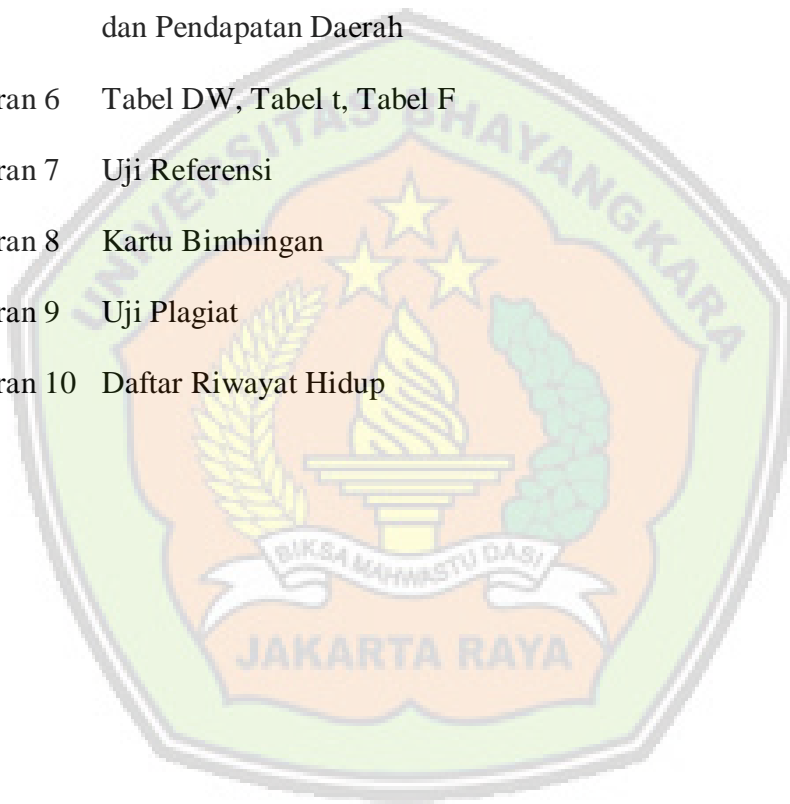 dan Pendapatan Daerah
ran 6 Tabel DW, Tabel t, Tabel F
ran 7 Uji Referensi
ran 8 Kartu Bimbingan
ran 9 Uji Plagiat
ran 10 Daftar Riwayat Hidup
UNIVERSITAS BHAYANGKARA
BIKSA MAHWASTU DASI
JAKARTA RAYA